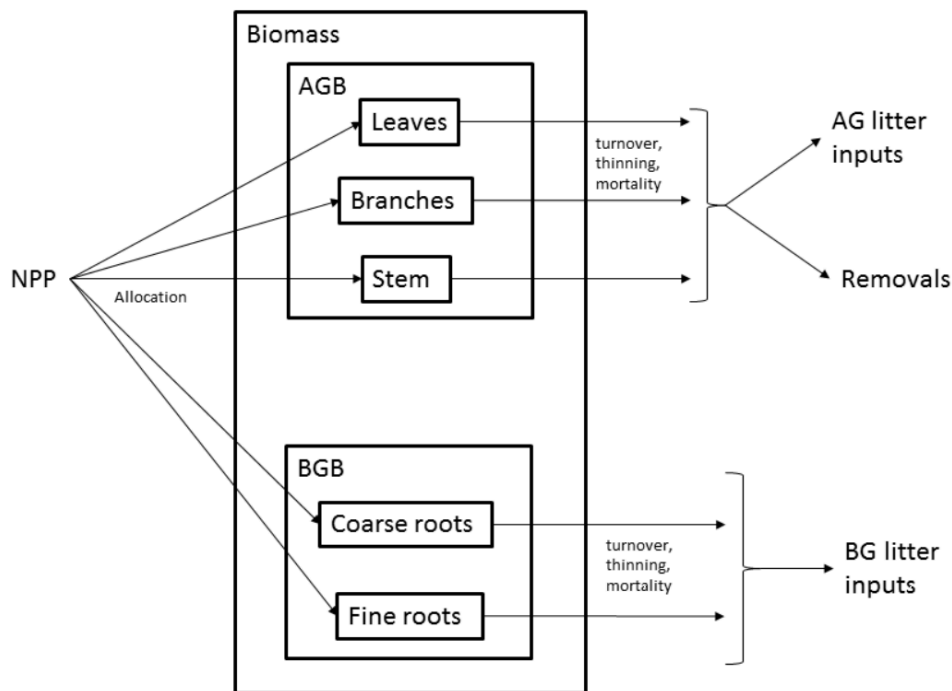 Biomass
AGB
Leaves
turnover,
thinning,
mortality
AG litter
inputs
Branches
NPP
Allocation
Stem
Removals
BGB
Coarse roots
turnover,
thinning,
mortality
BG litter
inputs
Fine roots